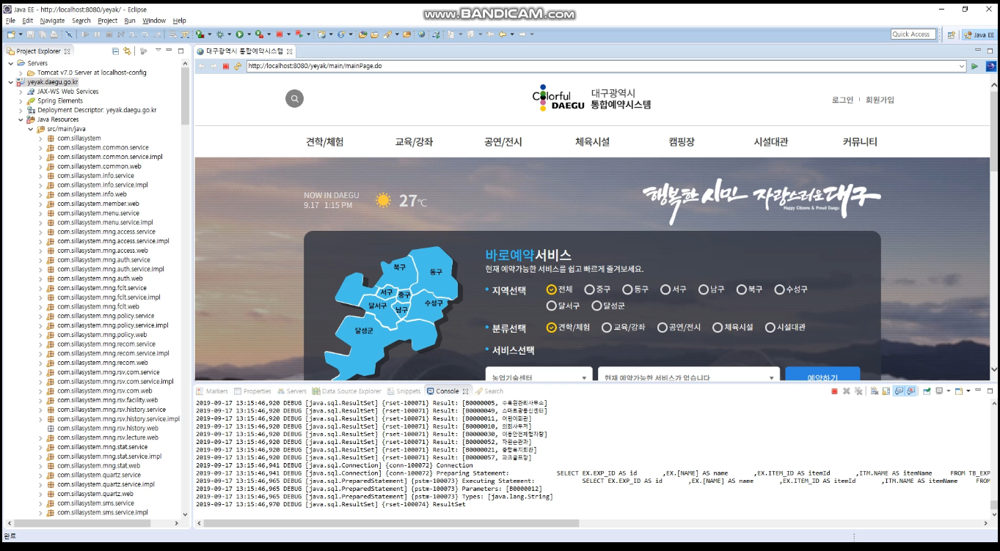 Java EE - http://localhost:8080/yeyak/ - Eclipse
www.BANDICAM.com
File Edit Navigate Search Project Run Window Help
Quick Access
Java EE
Project Explorer
Servers
Tomcat v7.0 Server at localhost-config
yeyak.daegu.go.kr
JAX-WS Web Services
Spring Elements
Deployment Descriptor: yeyak.daegu.go.kr
Java Resources
src/main/java
com.sillasystem
com.sillasystem.common.service
com.sillasystem.common.service.impl
com.sillasystem.common.web
com.sillasystem.info.service
com.sillasystem.info.service.impl
com.sillasystem.info.web
com.sillasystem.member.web
com.sillasystem.menu.service
com.sillasystem.menu.service.impl
com.sillasystem.mng.access.service
com.sillasystem.mng.access.service.impl
com.sillasystem.mng.access.web
com.sillasystem.mng.auth.service
com.sillasystem.mng.auth.service.impl
com.sillasystem.mng.auth.web
com.sillasystem.mng.fclt.service
com.sillasystem.mng.fclt.service.impl
com.sillasystem.mng.fclt.web
com.sillasystem.mng.policy.service
com.sillasystem.mng.policy.service.impl
com.sillasystem.mng.policy.web
com.sillasystem.mng.recom.service
com.sillasystem.mng.recom.service.impl
com.sillasystem.mng.recom.web
com.sillasystem.mng.rsv.com.service
com.sillasystem.mng.rsv.com.service.impl
com.sillasystem.mng.rsv.com.web
com.sillasystem.mng.rsv.facility.web
com.sillasystem.mng.rsv.history.service
com.sillasystem.mng.rsv.history.service.impl
com.sillasystem.mng.rsv.history.web
com.sillasystem.mng.rsv.lecture.web
com.sillasystem.mng.stat.service
com.sillasystem.mng.stat.service.impl
com.sillasystem.mng.stat.web
com.sillasystem.quartz.service
com.sillasystem.quartz.service.impl
com.sillasystem.quartz.web
com.sillasystem.sms.service
com.sillasystem.sms.service.impl
대구광역시 통합예약시스템
http://localhost:8080/yeyak/main/mainPage.do
Colorful DAEGU
대구광역시
통합예약시스템
로그인 회원가입
견학/체험 교육/강좌 공연/전시 체육시설 캠핑장 시설대관 커뮤니티
NOW IN DAEGU
9.17 1:15 PM
27℃
행복한 시민 자랑스러운 대구
Happy Citizens & Proud Daegu
북구
동구
서구
중구
달서구
남구
수성구
달성군
바로예약서비스
현재 예약가능한 서비스를 쉽고 빠르게 즐겨보세요.
지역선택 전체 중구 동구 서구 남구 북구 수성구
달서구 달성군
분류선택 견학/체험 교육/강좌 공연/전시 체육시설 시설대관
서비스선택
농업기술센터 현재 예약가능한 서비스가 없습니다 예약하기
Markers Properties Servers Data Source Explorer Snippets Console Search
2019-09-17 13:15:46,920 DEBUG [java.sql.ResultSet] {rset-100071} Result: [B0000005, 수목원관리사무소]
2019-09-17 13:15:46,920 DEBUG [java.sql.ResultSet] {rset-100071} Result: [B0000049, 스마트광통신센터]
2019-09-17 13:15:46,920 DEBUG [java.sql.ResultSet] {rset-100071} Result: [B0000011, 어린이회관]
2019-09-17 13:15:46,920 DEBUG [java.sql.ResultSet] {rset-100071} Result: [B0000010, 의회사무처]
2019-09-17 13:15:46,920 DEBUG [java.sql.ResultSet] {rset-100071} Result: [B0000030, 이동안전체험차량]
2019-09-17 13:15:46,920 DEBUG [java.sql.ResultSet] {rset-100071} Result: [B0000052, 자원순환과]
2019-09-17 13:15:46,920 DEBUG [java.sql.ResultSet] {rset-100071} Result: [B0000021, 종합복지회관]
2019-09-17 13:15:46,920 DEBUG [java.sql.ResultSet] {rset-100071} Result: [B0000057, 파크골프장]
2019-09-17 13:15:46,941 DEBUG [java.sql.Connection] {conn-100072} Connection
2019-09-17 13:15:46,941 DEBUG [java.sql.Connection] {conn-100072} Preparing Statement: SELECT EX.EXP_ID AS id ,EX.[NAME] AS name ,EX.ITEM_ID AS itemId ,ITM.NAME AS itemName FROM TB_EXP
2019-09-17 13:15:46,965 DEBUG [java.sql.PreparedStatement] {pstm-100073} Executing Statement: SELECT EX.EXP_ID AS id ,EX.[NAME] AS name ,EX.ITEM_ID AS itemId ,ITM.NAME AS itemName FROM
2019-09-17 13:15:46,965 DEBUG [java.sql.PreparedStatement] {pstm-100073} Parameters: [B0000012]
2019-09-17 13:15:46,965 DEBUG [java.sql.PreparedStatement] {pstm-100073} Types: [java.lang.String]
2019-09-17 13:15:46,970 DEBUG [java.sql.ResultSet] {rset-100074} ResultSet
완료